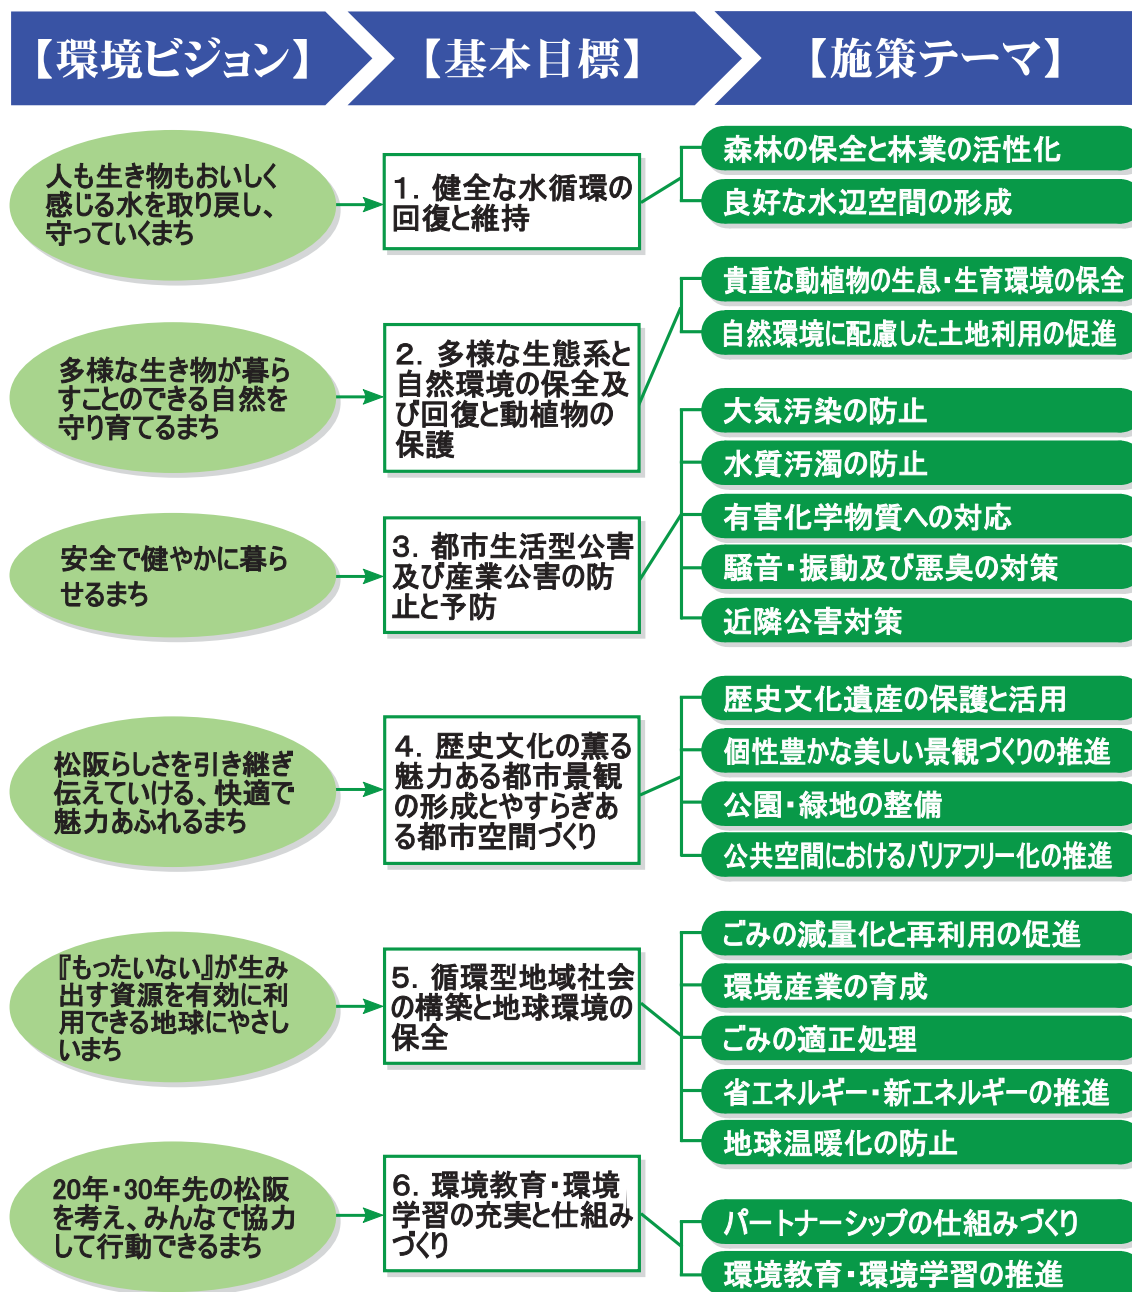 【環境ビジョン】
【基本目標】
【施策テーマ】
人も生き物もおいしく
感じる水を取り戻し、
守っていくまち
1．健全な水循環の
回復と維持
森林の保全と林業の活性化
良好な水辺空間の形成
多様な生き物が暮ら
すことのできる自然を
守り育てるまち
2．多様な生態系と
自然環境の保全及
び回復と動植物の
保護
貴重な動植物の生息・生育環境の保全
自然環境に配慮した土地利用の促進
安全で健やかに暮ら
せるまち
3．都市生活型公害
及び産業公害の防
止と予防
大気汚染の防止
水質汚濁の防止
有害化学物質への対応
騒音・振動及び悪臭の対策
近隣公害対策
松阪らしさを引き継ぎ
伝えていける、快適で
魅力あふれるまち
4．歴史文化の薫る
魅力ある都市景観
の形成とやすらぎあ
る都市空間づくり
歴史文化遺産の保護と活用
個性豊かな美しい景観づくりの推進
公園・緑地の整備
公共空間におけるバリアフリー化の推進
『もったいない』が生み
出す資源を有効に利
用できる地球にやさし
いまち
5．循環型地域社会
の構築と地球環境の
保全
ごみの減量化と再利用の促進
環境産業の育成
ごみの適正処理
省エネルギー・新エネルギーの推進
地球温暖化の防止
20年・30年先の松阪
を考え、みんなで協力
して行動できるまち
6．環境教育・環境
学習の充実と仕組み
づくり
パートナーシップの仕組みづくり
環境教育・環境学習の推進